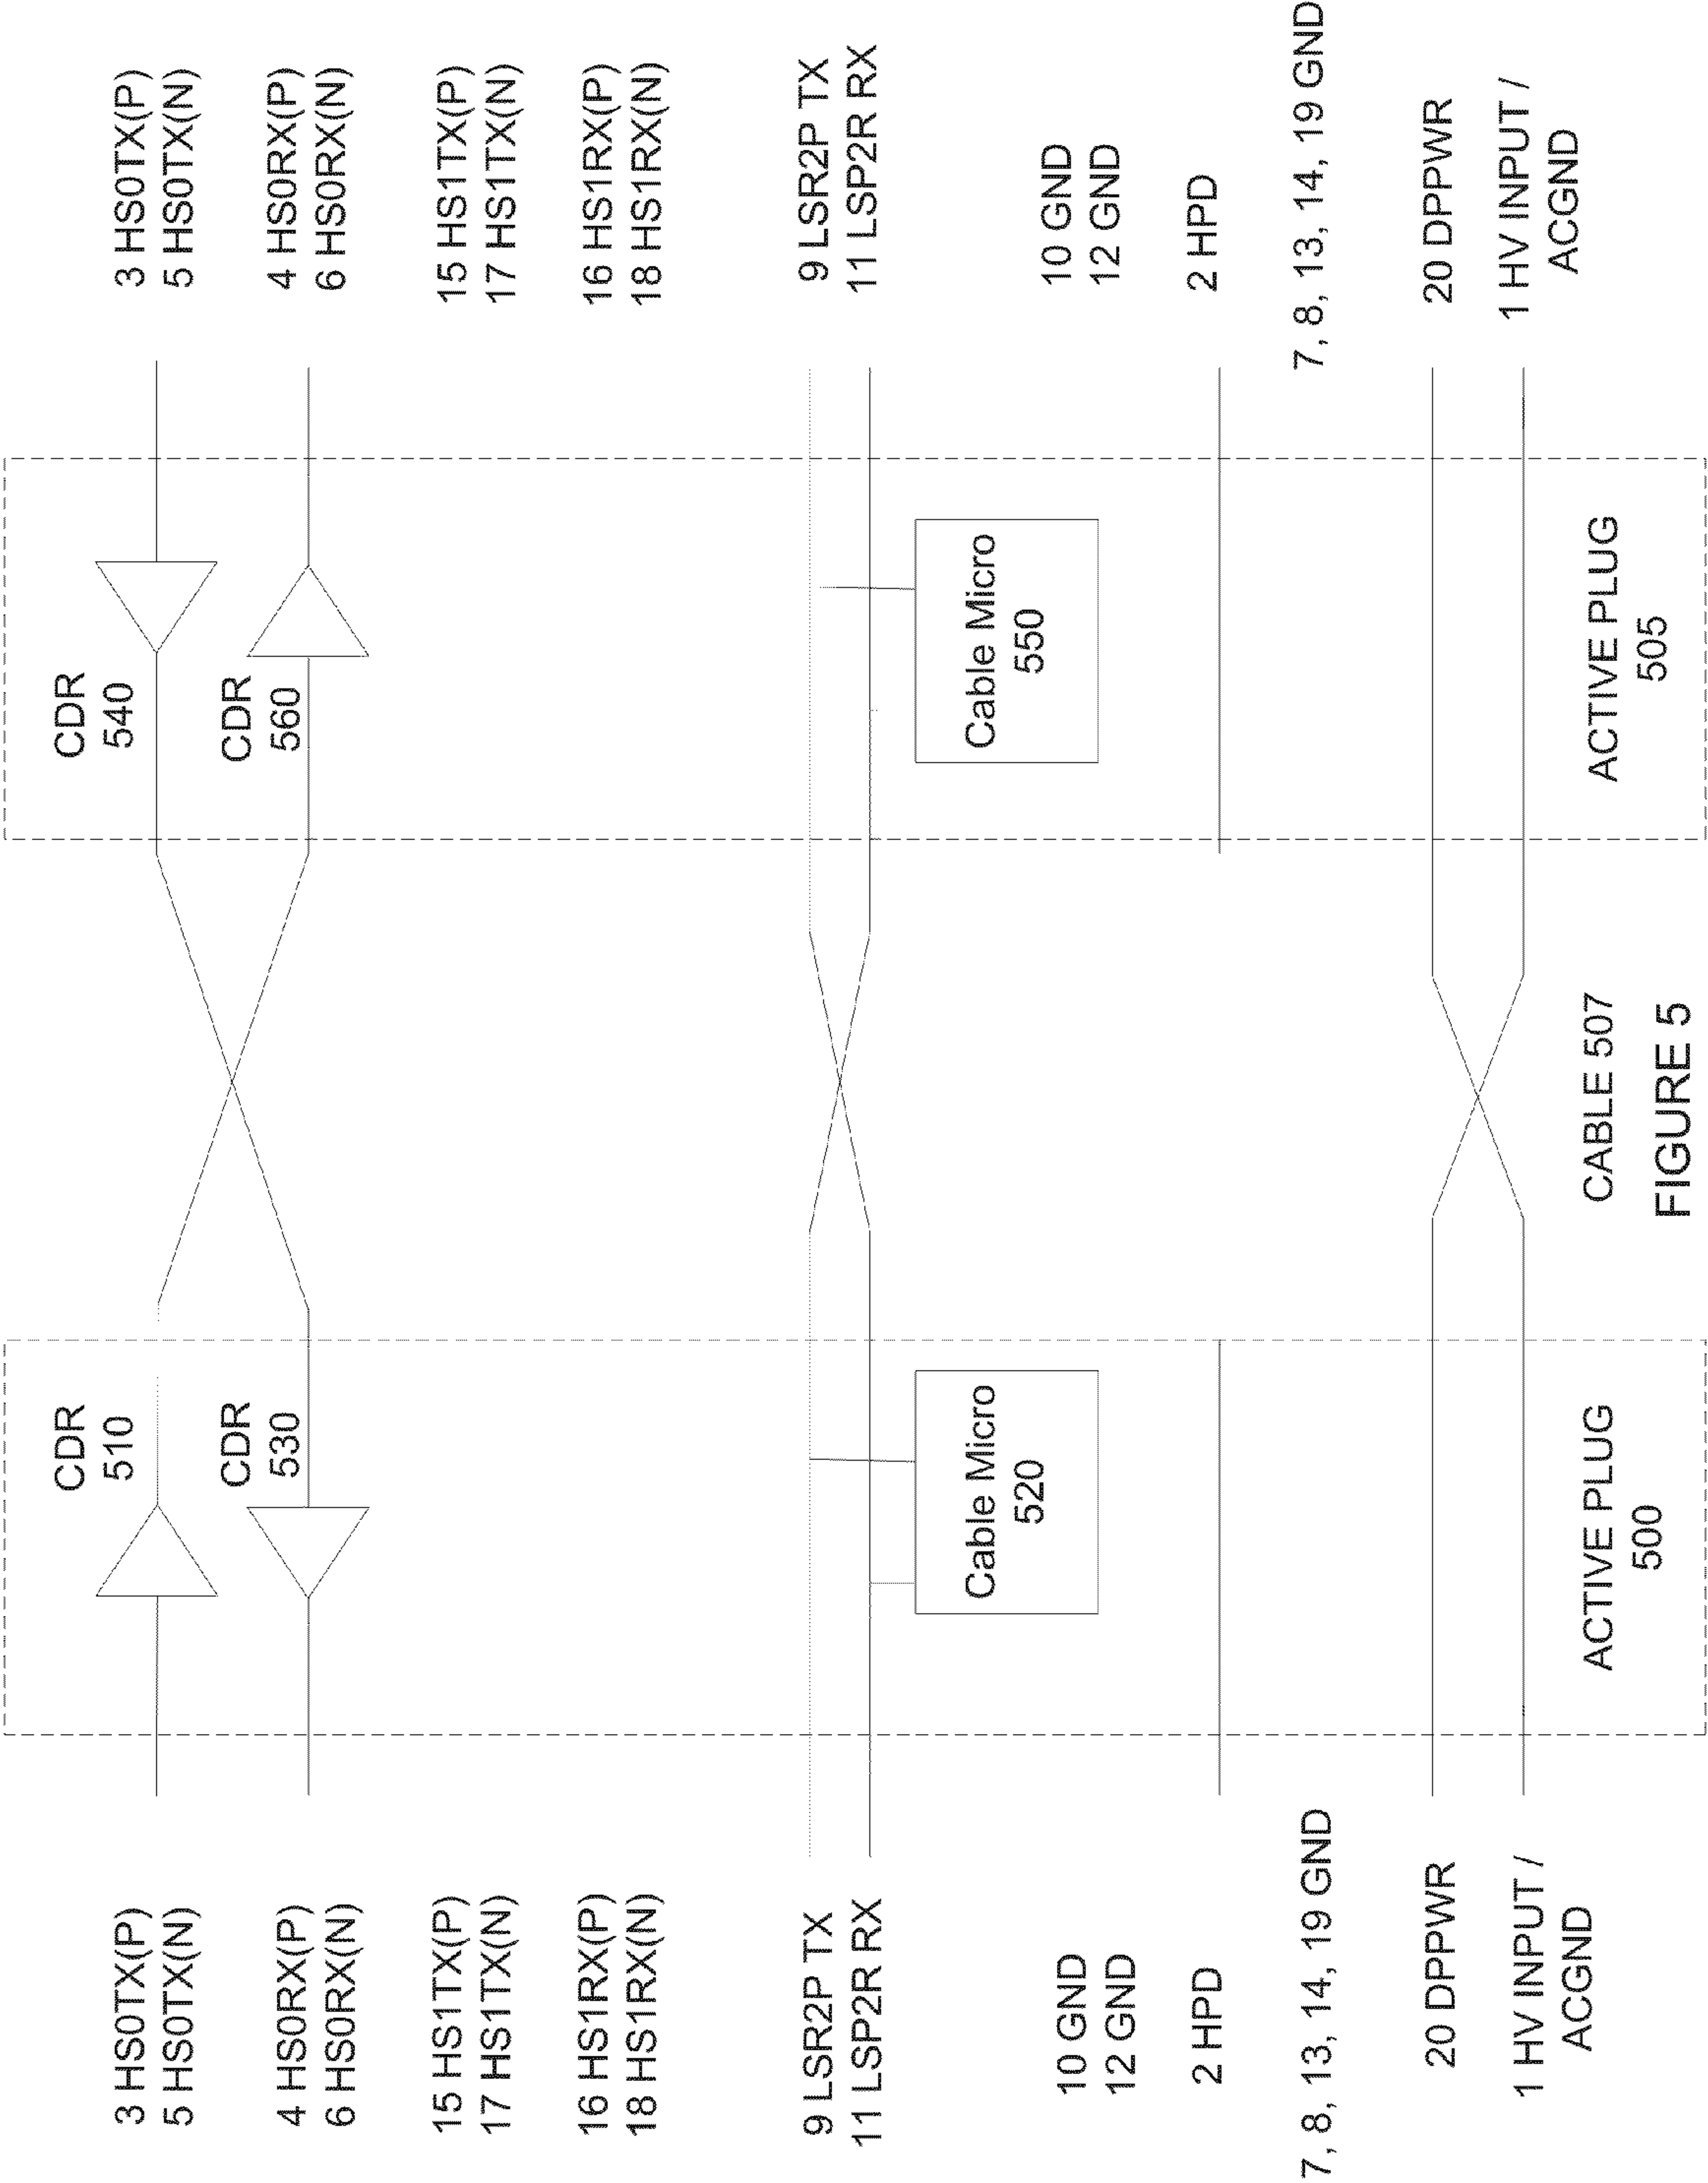 3 HS0TX(P)
5 HS0TX(N)
4 HS0RX(P)
6 HS0RX(N)
15 HS1TX(P)
17 HS1TX(N)
16 HS1RX(P)
18 HS1RX(N)
9 LSR2P TX
11 LSP2R RX
10 GND
12 GND
2 HPD
7, 8, 13, 14, 19 GND
20 DPPWR
1 HV INPUT /
ACGND
CDR
510
CDR
530
Cable Micro
520
ACTIVE PLUG
500
CABLE 507
CDR
540
CDR
560
Cable Micro
550
ACTIVE PLUG
505
3 HS0TX(P)
5 HS0TX(N)
4 HS0RX(P)
6 HS0RX(N)
15 HS1TX(P)
17 HS1TX(N)
16 HS1RX(P)
18 HS1RX(N)
9 LSR2P TX
11 LSP2R RX
10 GND
12 GND
2 HPD
7, 8, 13, 14, 19 GND
20 DPPWR
1 HV INPUT /
ACGND
FIGURE 5